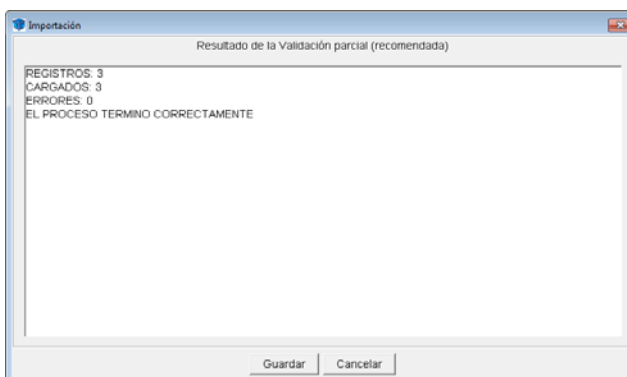 Importación
Resultado de la Validación parcial (recomendada)
REGISTROS: 3
CARGADOS: 3
ERRORES: 0
EL PROCESO TERMINO CORRECTAMENTE
Guardar
Cancelar